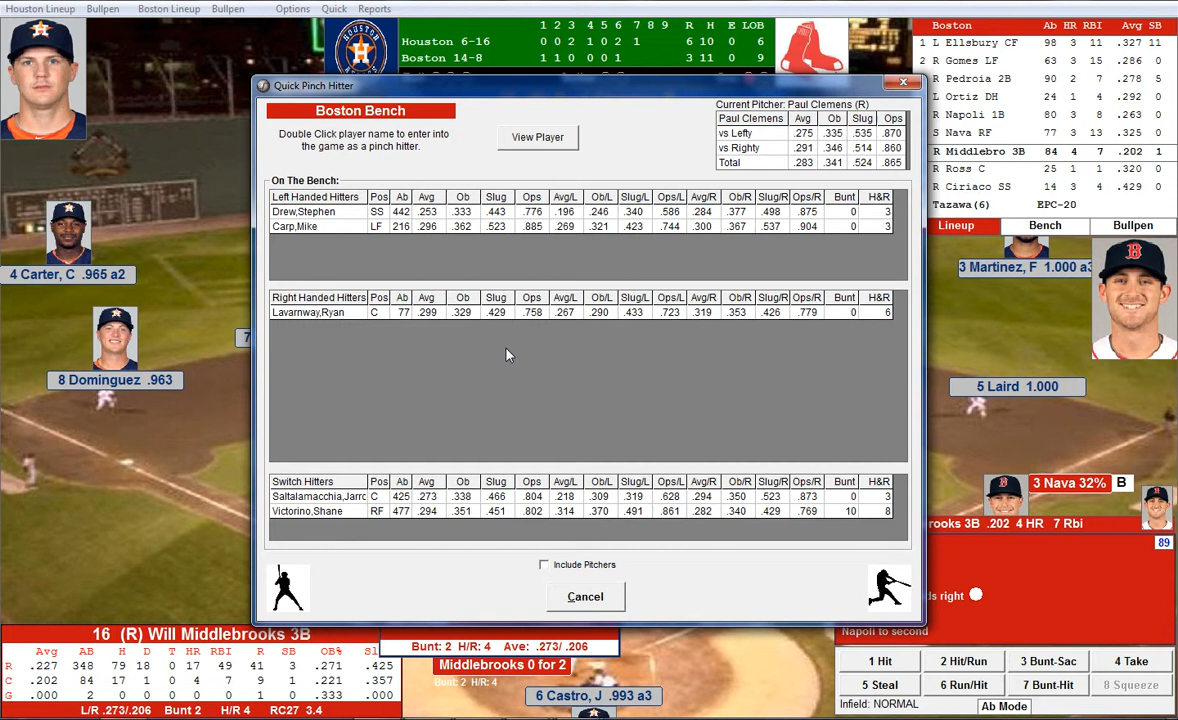 Houston Lineup Bullpen Boston Lineup Bullpen Options Quick Reports
1 2 3 4 5 6 7 8 9 R H E LOB
Houston 6-16 0 0 2 1 0 2 1 6 10 0 6
Boston 14-8 1 1 0 0 0 1 3 11 0 9
Boston Ab HR RBI Avg SB
1 L Ellsbury CF 98 3 11 .327 11
2 R Gomes LF 63 3 15 .286 0
R Pedroia 2B 90 2 7 .278 5
L Ortiz DH 24 1 4 .292 0
R Napoli 1B 80 3 8 .263 0
S Nava RF 77 3 13 .325 0
R Middlebro 3B 84 4 7 .202 1
R Ross C 25 1 1 .320 0
R Ciriaco SS 14 3 4 .429 0
Tazawa(6) EPC-20
Lineup Bench Bullpen
Quick Pinch Hitter
Boston Bench
Double Click player name to enter into
the game as a pinch hitter.
View Player
Current Pitcher: Paul Clemens (R)
Paul Clemens Avg Ob Slug Ops
vs Lefty .275 .335 .535 .870
vs Righty .291 .346 .514 .860
Total .283 .341 .524 .865
On The Bench:
Left Handed Hitters Pos Ab Avg Ob Slug Ops Avg/L Ob/L Slug/L Ops/L Avg/R Ob/R Slug/R Ops/R Bunt H&R
Drew,Stephen SS 442 .253 .333 .443 .776 .196 .246 .340 .586 .284 .377 .498 .875 0 3
Carp,Mike LF 216 .296 .362 .523 .885 .269 .321 .423 .744 .300 .367 .537 .904 0 3
Right Handed Hitters Pos Ab Avg Ob Slug Ops Avg/L Ob/L Slug/L Ops/L Avg/R Ob/R Slug/R Ops/R Bunt H&R
Lavarnway,Ryan C 77 .299 .329 .429 .758 .267 .290 .433 .723 .319 .353 .426 .779 0 6
Switch Hitters Pos Ab Avg Ob Slug Ops Avg/L Ob/L Slug/L Ops/L Avg/R Ob/R Slug/R Ops/R Bunt H&R
Saltalamacchia,Jarrc C 425 .273 .338 .466 .804 .218 .309 .319 .628 .294 .350 .523 .873 0 3
Victorino,Shane RF 477 .294 .351 .451 .802 .314 .370 .491 .861 .282 .340 .429 .769 10 8
Include Pitchers
Cancel
4 Carter, C .965 a2
3 Martinez, F 1.000 a3
7
8 Dominguez .963
5 Laird 1.000
3 Nava 32% B
brooks 3B .202 4 HR 7 Rbi
89
ds right
Napoli to second
16 (R) Will Middlebrooks 3B
Avg AB H D T HR RBI R SB OB% Sl
R .227 348 79 18 0 17 49 41 3 .271 .425
C .202 84 17 1 0 4 7 9 1 .221 .357
G .000 2 0 0 0 0 0 1 0 .333 .000
L/R .273/.206 Bunt 2 H/R 4 RC27 3.4
Bunt: 2 H/R: 4 Ave: .273/ .206
Middlebrooks 0 for 2
Bunt: 2 H/R: 4
6 Castro, J .993 a3
1 Hit 2 Hit/Run 3 Bunt-Sac 4 Take
5 Steal 6 Run/Hit 7 Bunt-Hit 8 Squeeze
Infield: NORMAL Ab Mode